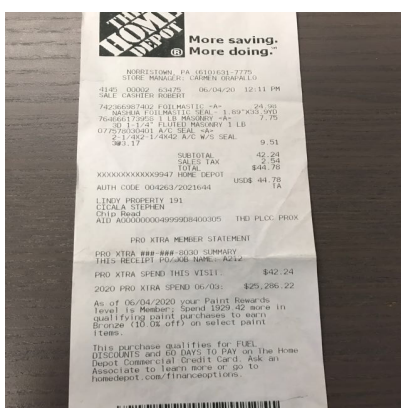 THE
HOME
DEPOT
®
More saving.
More doing.™
NORRISTOWN, PA (610)631-7775
STORE MANAGER: CARMEN ORAPALLO
4145 00002 63475 06/04/20 12:11 PM
SALE CASHIER ROBERT
742366987402 FOILMASTIC <A> 24.98
NASHUA FOILMASTIC SEAL- 1.89"X33.9YD
764666173958 1 LB MASONRY <A> 7.75
3D 1-1/4" FLUTED MASONRY 1 LB
077578030401 A/C SEAL <A>
2-1/4X2-1/4X42 A/C W/S SEAL
3@3.17 9.51
SUBTOTAL 42.24
SALES TAX 2.54
TOTAL $44.78
XXXXXXXXXXXX9947 HOME DEPOT
USD$ 44.78
AUTH CODE 004263/2021644 TA
LINDY PROPERTY 191
CICALA STEPHEN
Chip Read
AID A0000000049999D8400305 THD PLCC PROX
PRO XTRA MEMBER STATEMENT
PRO XTRA ###-###-8030 SUMMARY
THIS RECEIPT PO/JOB NAME: A212
PRO XTRA SPEND THIS VISIT: $42.24
2020 PRO XTRA SPEND 06/03: $25,286.22
As of 06/04/2020 your Paint Rewards
level is Member; Spend 1929.42 more in
qualifying paint purchases to earn
Bronze (10.0% off) on select paint
items.
This purchase qualifies for FUEL
DISCOUNTS and 60 DAYS TO PAY on The Home
Depot Commercial Credit Card. Ask an
Associate to learn more or go to
homedepot.com/financeoptions.